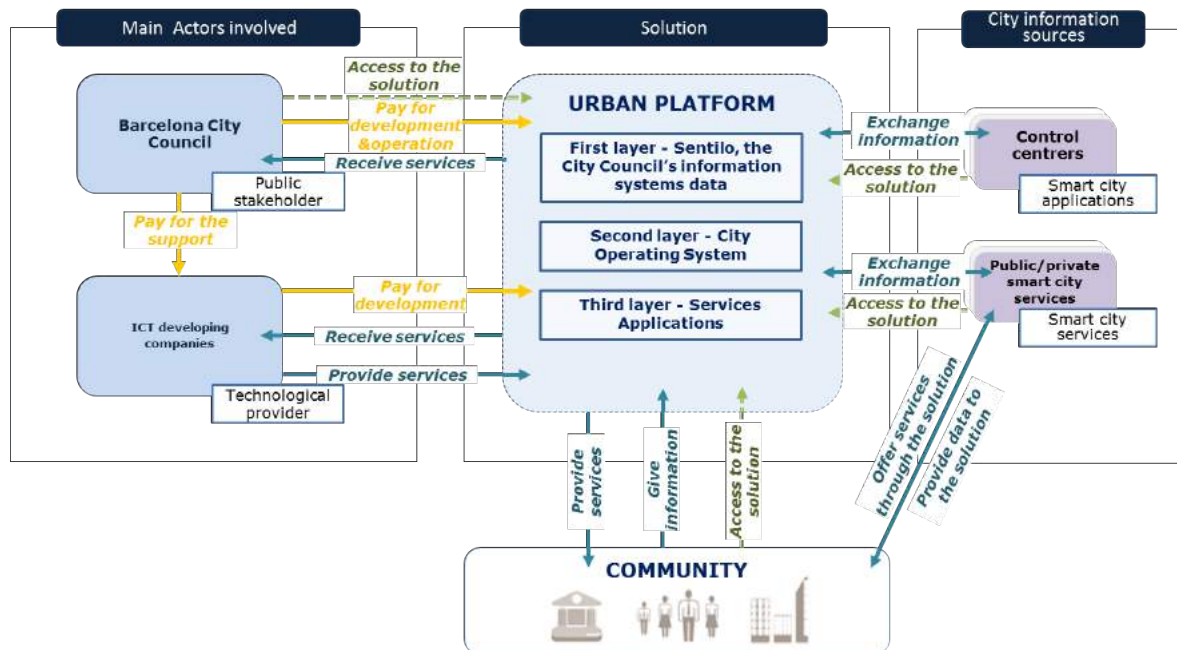 Main Actors involved
Solution
City information
sources
Access to the
solution
Pay for
development
&operation
Receive services
Barcelona City
Council
Public
stakeholder
Pay for the
support
ICT developing
companies
Technological
provider
Pay for
development
Receive services
Provide services
URBAN PLATFORM
First layer - Sentilo, the
City Council's information
systems data
Second layer - City
Operating System
Third layer - Services
Applications
Exchange
information
Access to the
solution
Control
centrers
Smart city
applications
Exchange
information
Access to the
solution
Public/private
smart city
services
Smart city
services
Provide
services
Give
information
Access to the
solution
Offer services
through the solution
Provide data to
the solution
COMMUNITY